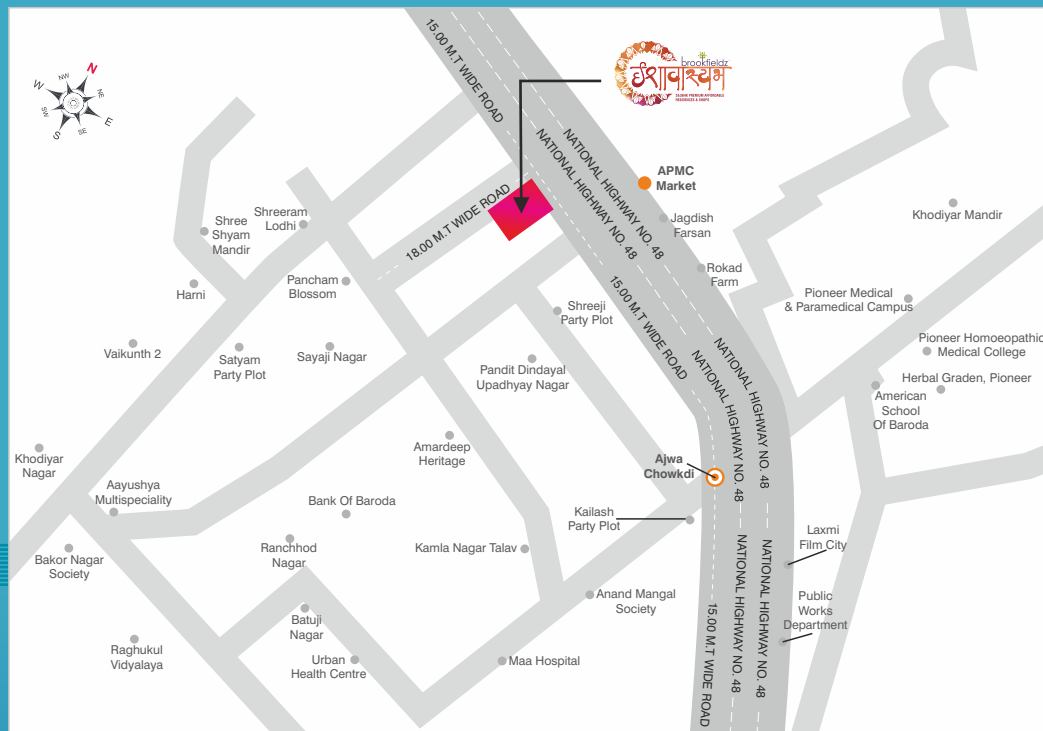 N
NE
E
SE
S
SW
W
NW
15.00 M.T WIDE ROAD
brookfieldz
ईशावास्यम
2&3BHK PREMIUM AFFORDABLE
RESIDENCES & SHOPS
NATIONAL HIGHWAY NO. 48
NATIONAL HIGHWAY NO. 48
18.00 M.T WIDE ROAD
APMC
Market
Jagdish
Farsan
Rokad
Farm
Khodiyar Mandir
Shree
Shyam
Mandir
Shreeram
Lodhi
Harni
Pancham
Blossom
Pioneer Medical
& Paramedical Campus
15.00 M.T WIDE ROAD
Shreeji
Party Plot
Vaikunth 2
Satyam
Party Plot
Sayaji Nagar
Pandit Dindayal
Upadhyay Nagar
NATIONAL HIGHWAY NO. 48
NATIONAL HIGHWAY NO. 48
Pioneer Homoeopathic
Medical College
Herbal Graden, Pioneer
American
School
Of Baroda
Khodiyar
Nagar
Amardeep
Heritage
Ajwa
Chowkdi
Aayushya
Multispeciality
Bank Of Baroda
Kailash
Party Plot
Laxmi
Film City
Bakor Nagar
Society
Ranchhod
Nagar
Kamla Nagar Talav
NATIONAL HIGHWAY NO. 48
NATIONAL HIGHWAY NO. 48
Anand Mangal
Society
Public
Works
Department
Batuji
Nagar
15.00 M.T WIDE ROAD
Raghukul
Vidyalaya
Urban
Health Centre
Maa Hospital